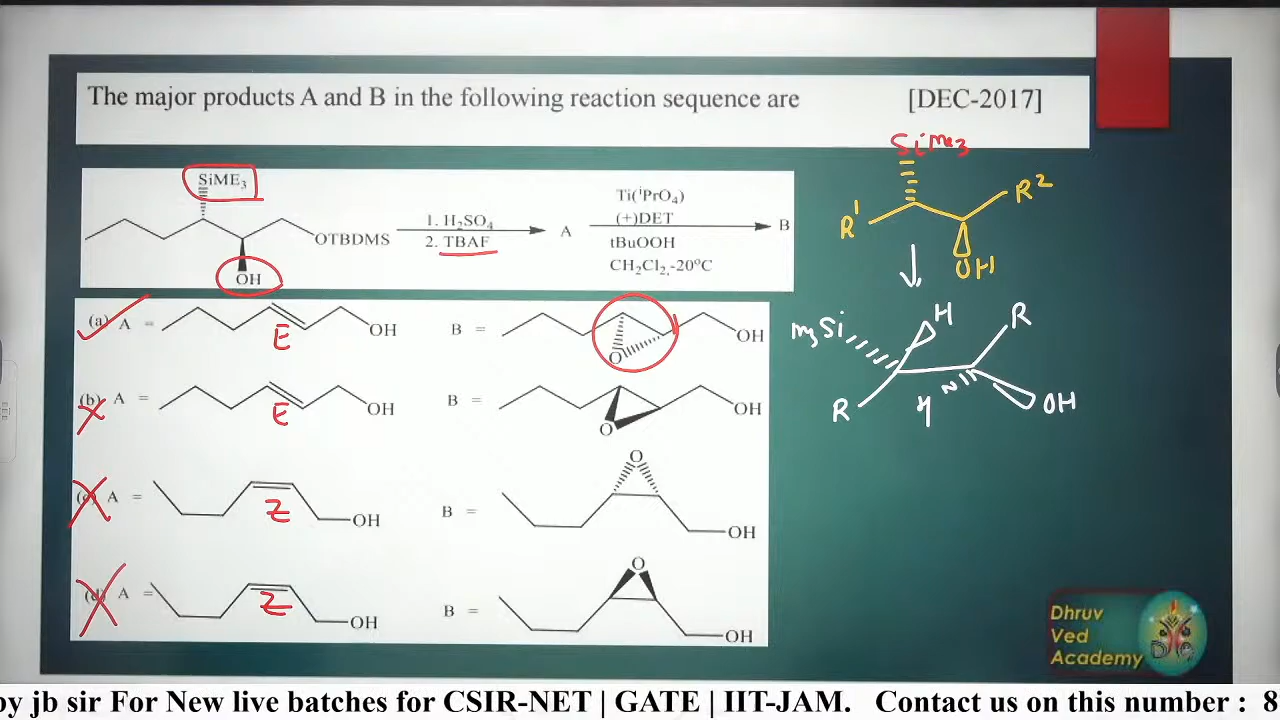 The major products A and B in the following reaction sequence are [DEC-2017]
SiME3
OTBDMS
OH
1. H2SO4
2. TBAF
A
Ti(iPrO4)
(+)DET
tBuOOH
CH2Cl2,-20°C
B
(a) A = E OH B = O OH
(b) A = E OH B = O OH
A = Z OH B = O OH
A = Z OH B = O OH
SiMe3
R1 R2
OH
m3Si H R
R H OH
Dhruv
Ved
Academy
by jb sir For New live batches for CSIR-NET | GATE | IIT-JAM. Contact us on this number : 8